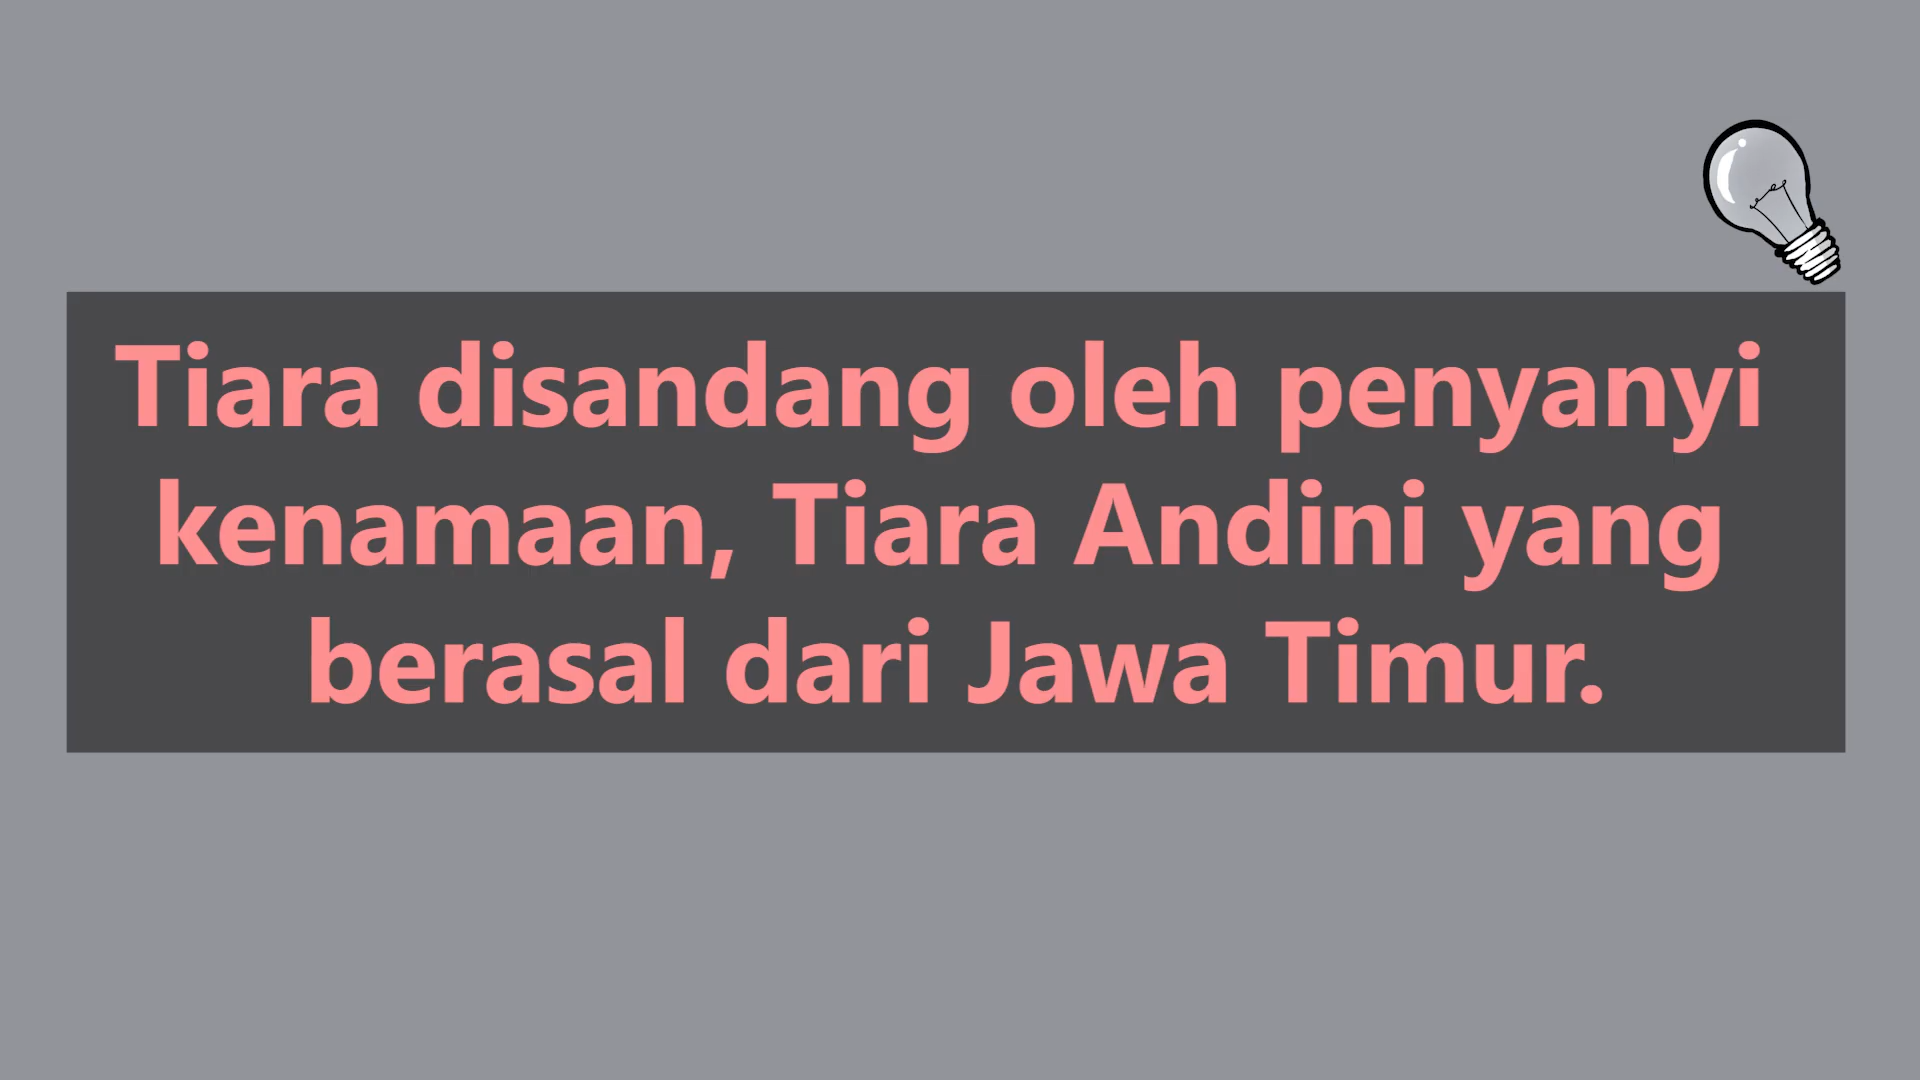 Tiara disandang oleh penyanyi
kenamaan, Tiara Andini yang
berasal dari Jawa Timur.